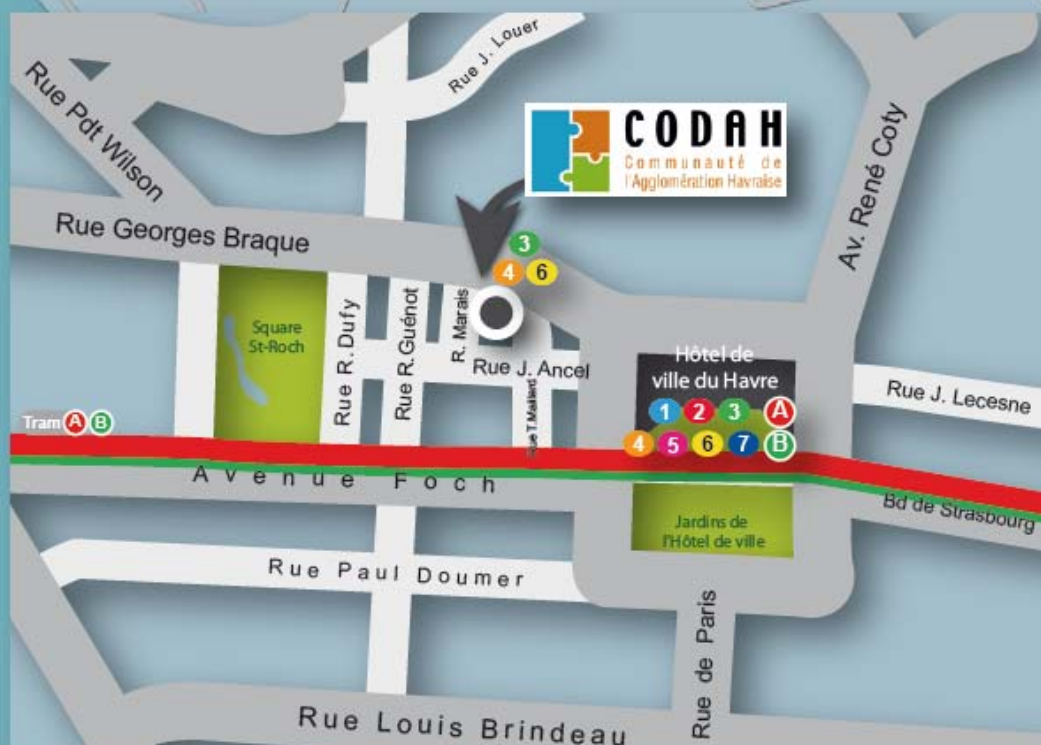 Rue J. Louer
Rue Pdt Wilson
CODAH
Communauté de
l'Agglomération Havraise
Av. René Coty
Rue Georges Braque
3
4 6
Square
St-Roch
Rue R. Dufy
Rue R. Guénot
R. Marais
Rue J. Ancel
Rue T. Maillard
Hôtel de
ville du Havre
1 2 3 A
4 5 6 7 B
Rue J. Lecesne
Tram A B
Avenue Foch
Bd de Strasbourg
Jardins de
l'Hôtel de ville
Rue Paul Doumer
Rue de Paris
Rue Louis Brindeau